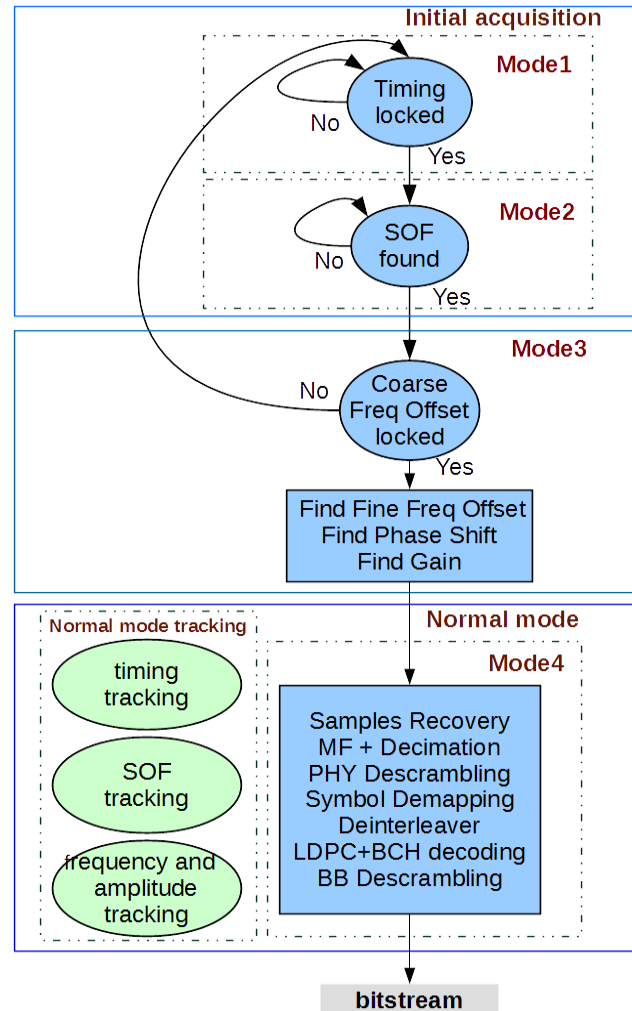 Initial acquisition
Mode1
Timing
locked
No
Yes
Mode2
SOF
found
No
Yes
Mode3
No
Coarse
Freq Offset
locked
Yes
Find Fine Freq Offset
Find Phase Shift
Find Gain
Normal mode
Normal mode tracking
timing
tracking
SOF
tracking
frequency and
amplitude
tracking
Mode4
Samples Recovery
MF + Decimation
PHY Descrambling
Symbol Demapping
Deinterleaver
LDPC+BCH decoding
BB Descrambling
bitstream